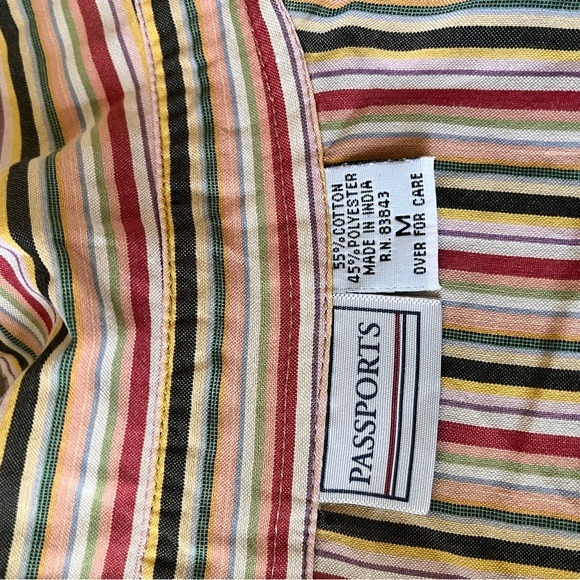 55%COTTON
45%POLYESTER
MADE IN INDIA
R.N. 83843
M
OVER FOR CARE
PASSPORTS